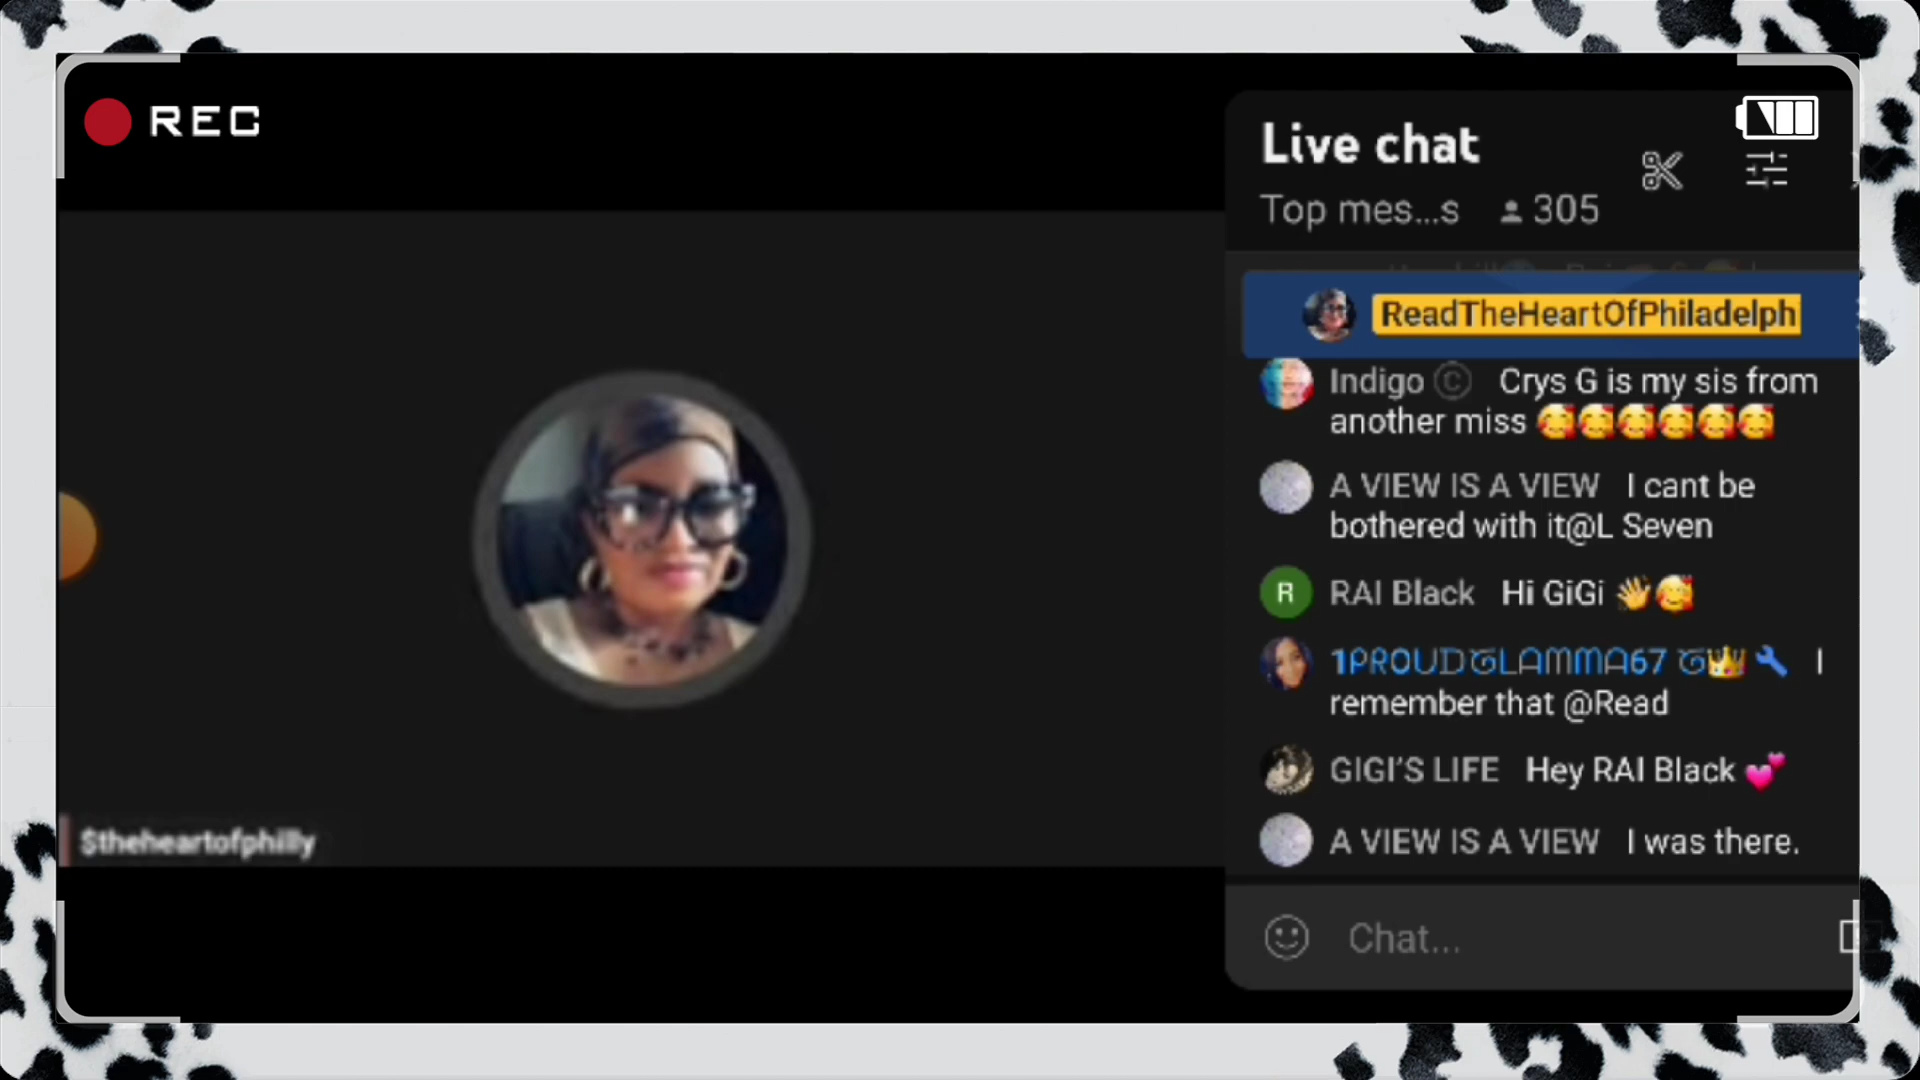 REC
Live chat
Top mes...s 305
ReadTheHeartOfPhiladelph
Indigo © Crys G is my sis from
another miss 🥰🥰🥰🥰🥰🥰
A VIEW IS A VIEW I cant be
bothered with it@L Seven
R RAI Black Hi GiGi 👋🥰
1PROUDGLAMMA67 G👑🔧 I
remember that @Read
GIGI'S LIFE Hey RAI Black 💕
A VIEW IS A VIEW I was there.
$theheartofphilly
Chat...